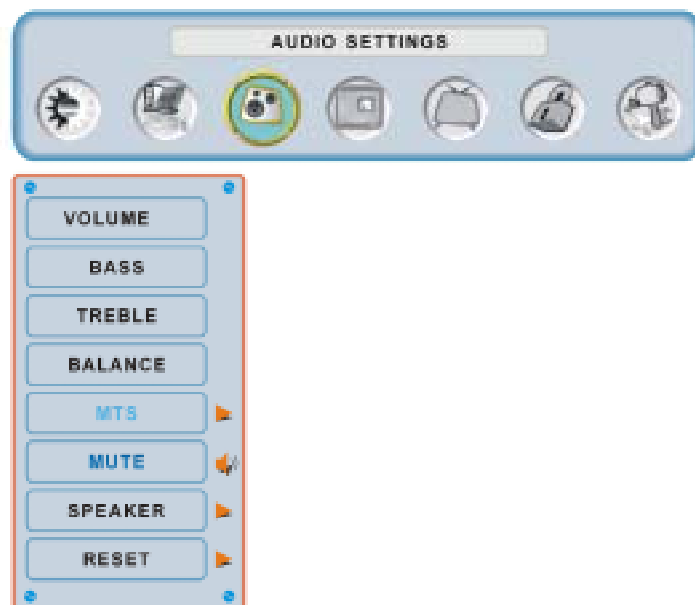 AUDIO SETTINGS
VOLUME
BASS
TREBLE
BALANCE
MTS
MUTE
SPEAKER
RESET